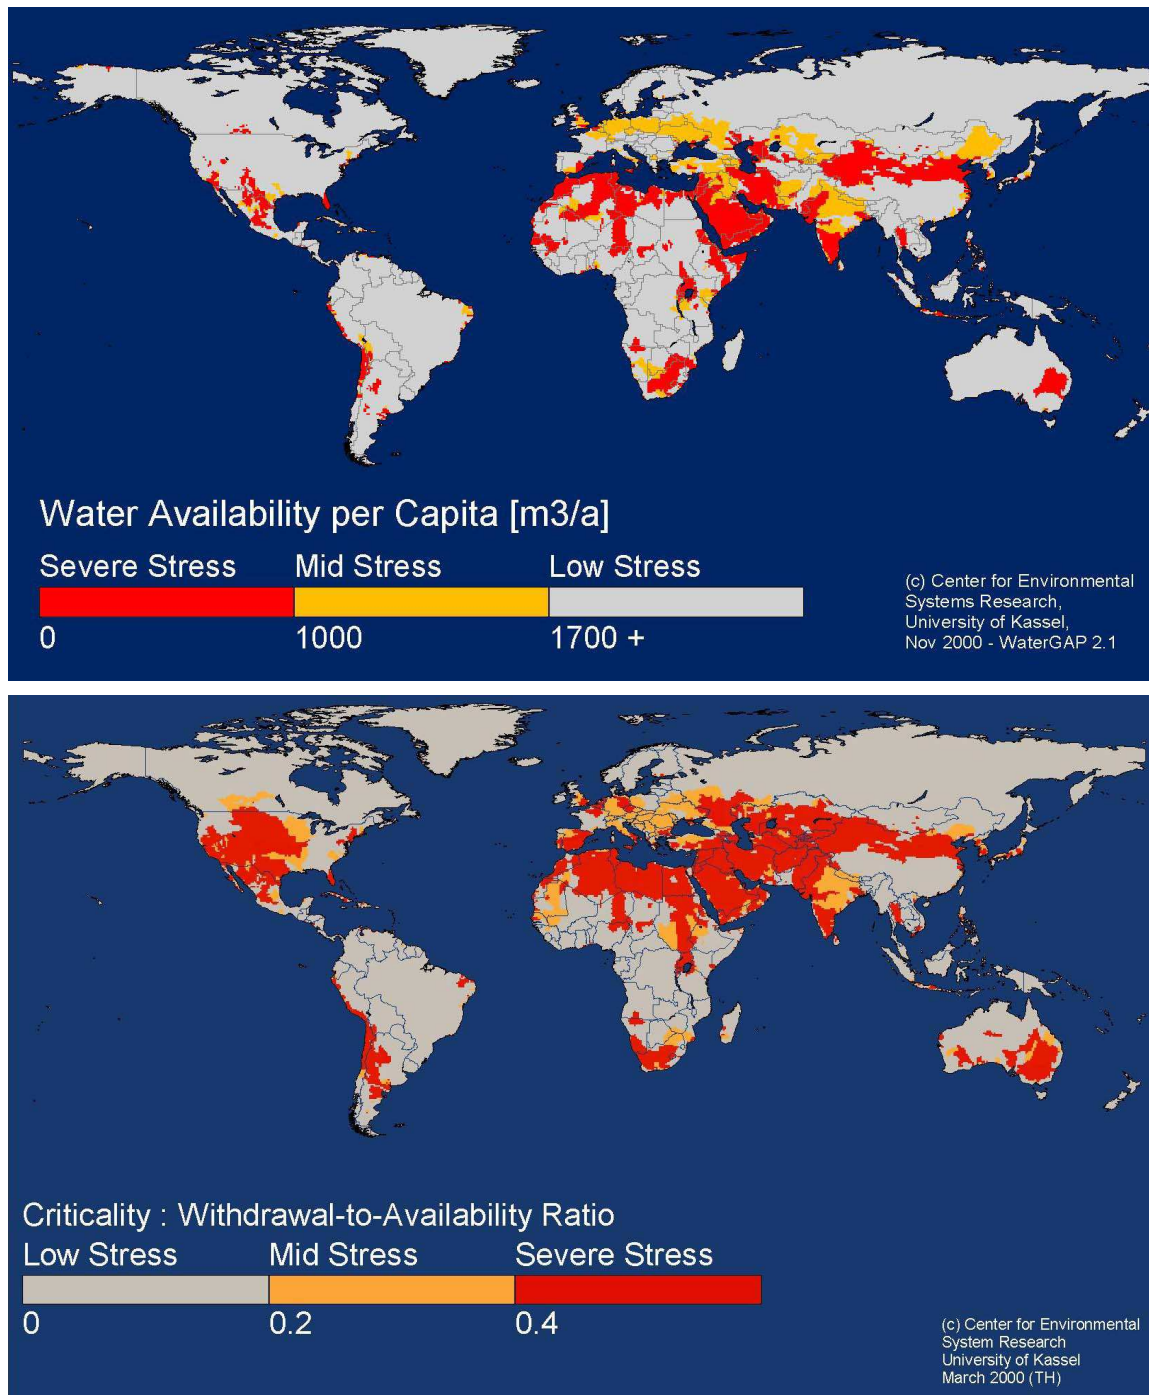 Water Availability per Capita [m3/a]
Severe Stress Mid Stress Low Stress
0 1000 1700 +
(c) Center for Environmental
Systems Research,
University of Kassel,
Nov 2000 - WaterGAP 2.1
Criticality : Withdrawal-to-Availability Ratio
Low Stress Mid Stress Severe Stress
0 0.2 0.4
(c) Center for Environmental
System Research
University of Kassel
March 2000 (TH)